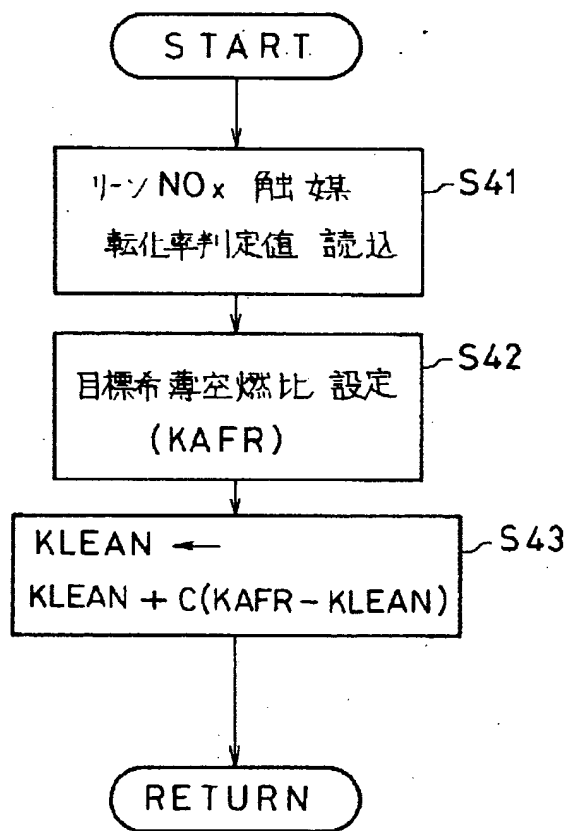 START
リーンNOx 触媒
転化率判定値 読込
S41
目標希薄空燃比 設定
(KAFR)
S42
KLEAN ←
KLEAN + C(KAFR-KLEAN)
S43
RETURN